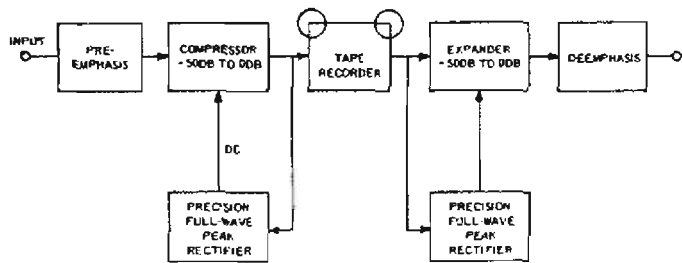 INPUT
PRE-
EMPHASIS
COMPRESSOR
- 50DB TO 0DB
TAPE
RECORDER
EXPANDER
- 50DB TO 0DB
DEEMPHASIS
DC
PRECISION
FULL-WAVE
PEAK
RECTIFIER
PRECISION
FULL-WAVE
PEAK
RECTIFIER